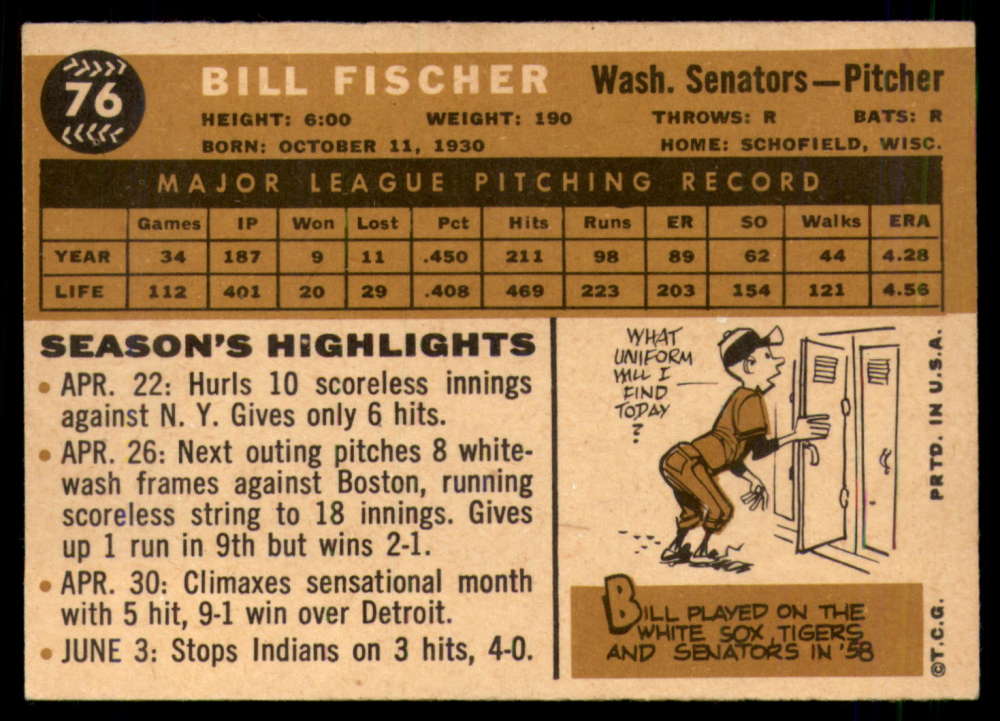 76
BILL FISCHER
Wash. Senators—Pitcher
HEIGHT: 6:00 WEIGHT: 190 THROWS: R BATS: R
BORN: OCTOBER 11, 1930 HOME: SCHOFIELD, WISC.
MAJOR LEAGUE PITCHING RECORD
Games IP Won Lost Pct Hits Runs ER SO Walks ERA
YEAR 34 187 9 11 .450 211 98 89 62 44 4.28
LIFE 112 401 20 29 .408 469 223 203 154 121 4.56
SEASON'S HIGHLIGHTS
• APR. 22: Hurls 10 scoreless innings
against N. Y. Gives only 6 hits.
• APR. 26: Next outing pitches 8 white-
wash frames against Boston, running
scoreless string to 18 innings. Gives
up 1 run in 9th but wins 2-1.
• APR. 30: Climaxes sensational month
with 5 hit, 9-1 win over Detroit.
• JUNE 3: Stops Indians on 3 hits, 4-0.
WHAT
UNIFORM
WILL I
FIND
TODAY
?
BILL PLAYED ON THE
WHITE SOX, TIGERS
AND SENATORS IN '58
PRTD. IN U.S.A.
©T.C.G.